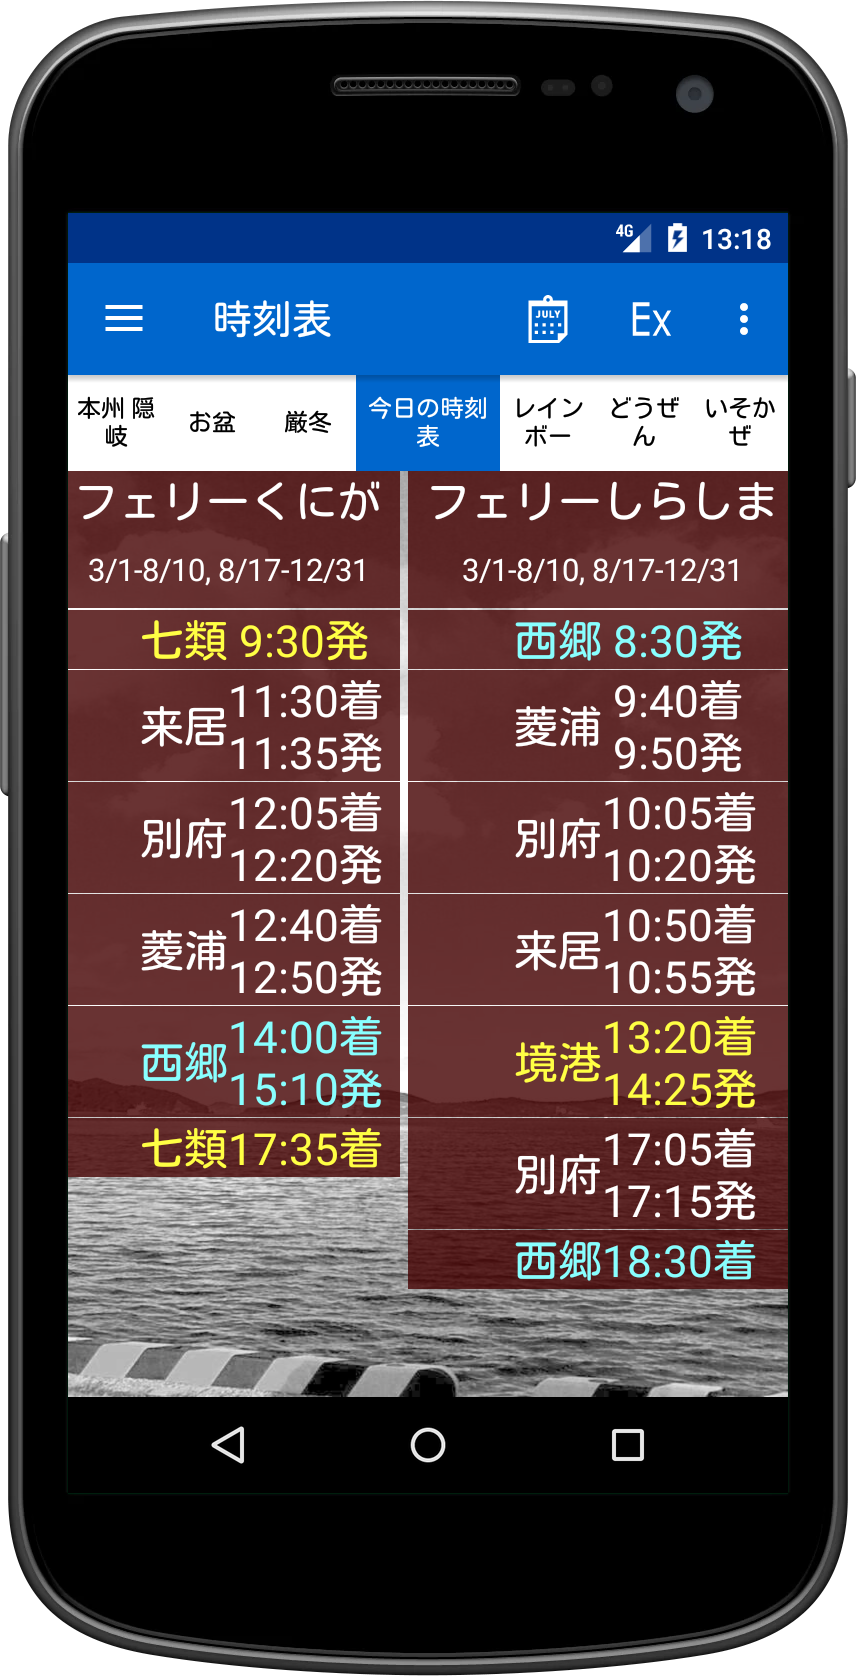 4G 13:18
時刻表 JULY Ex
本州 隠
岐
お盆
厳冬
今日の時刻
表
レイン
ボー
どうぜ
ん
いそか
ぜ
フェリーくにが
3/1-8/10, 8/17-12/31
七類 9:30発
来居 11:30着
11:35発
別府 12:05着
12:20発
菱浦 12:40着
12:50発
西郷 14:00着
15:10発
七類17:35着
フェリーしらしま
3/1-8/10, 8/17-12/31
西郷 8:30発
菱浦 9:40着
9:50発
別府 10:05着
10:20発
来居 10:50着
10:55発
境港 13:20着
14:25発
別府 17:05着
17:15発
西郷18:30着